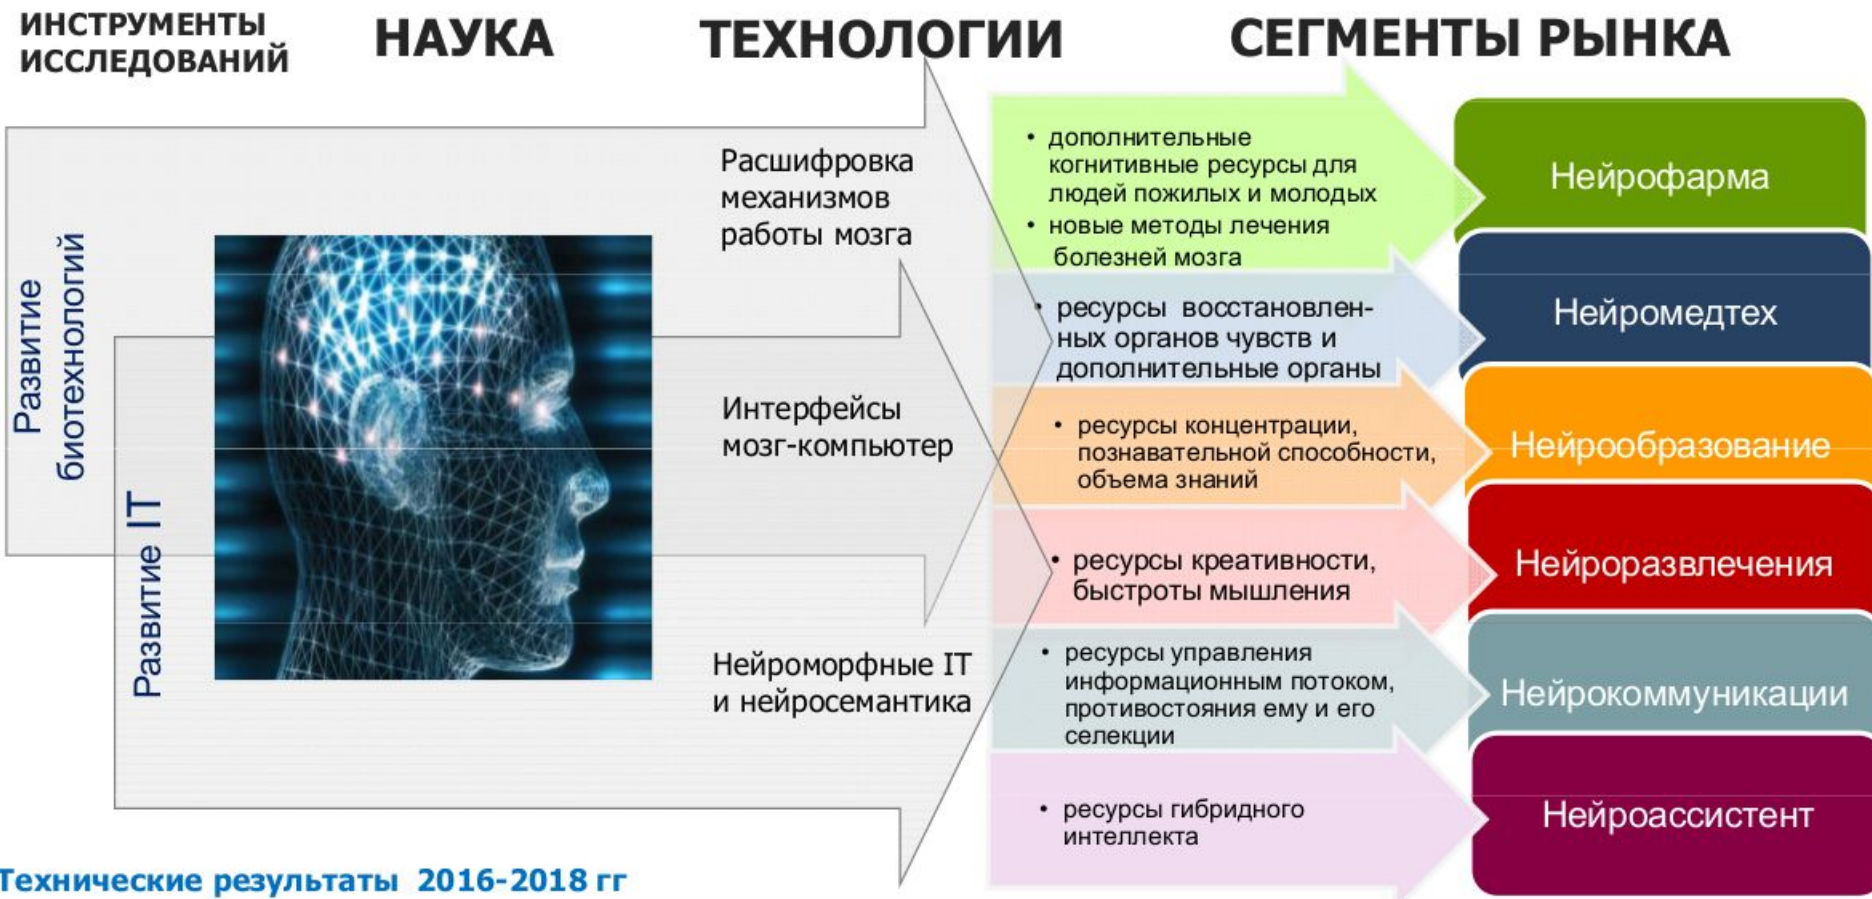 ИНСТРУМЕНТЫ
ИССЛЕДОВАНИЙ
НАУКА
ТЕХНОЛОГИИ
СЕГМЕНТЫ РЫНКА
Развитие
биотехнологий
Развитие IT
Расшифровка
механизмов
работы мозга
Интерфейсы
мозг-компьютер
Нейроморфные IT
и нейросемантика
• дополнительные
когнитивные ресурсы для
людей пожилых и молодых
• новые методы лечения
болезней мозга
Нейрофарма
• ресурсы восстановлен-
ных органов чувств и
дополнительные органы
Нейромедтех
• ресурсы концентрации,
познавательной способности,
объема знаний
Нейрообразование
• ресурсы креативности,
быстроты мышления
Нейроразвлечения
• ресурсы управления
информационным потоком,
противостояния ему и его
селекции
Нейрокоммуникации
• ресурсы гибридного
интеллекта
Нейроассистент
Технические результаты 2016-2018 гг